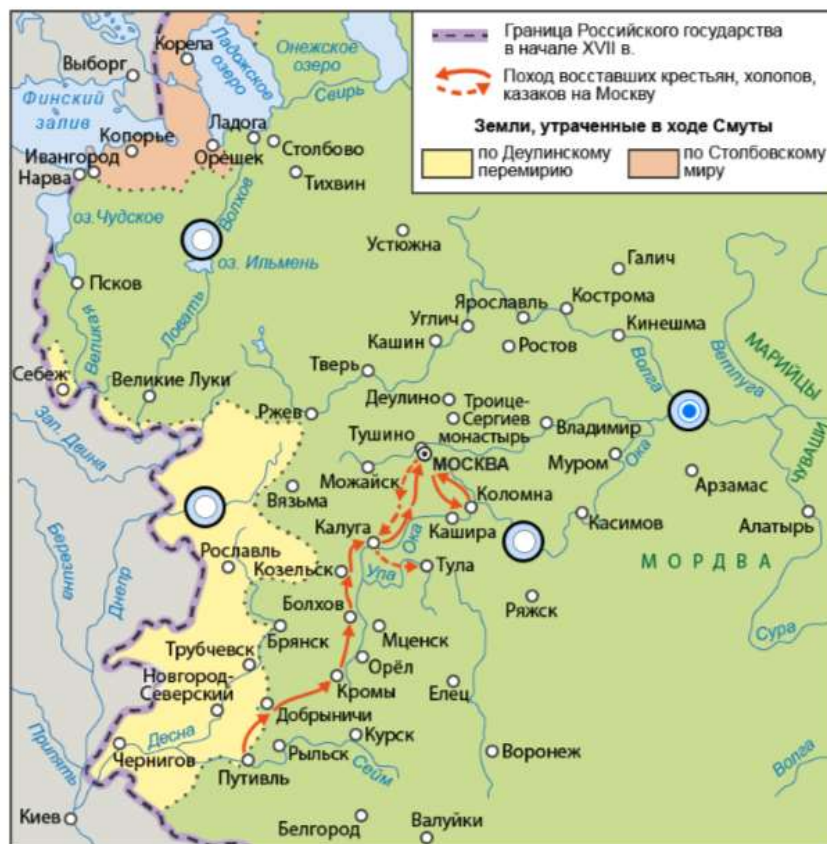 Граница Российского государства
в начале XVII в.
Поход восставших крестьян, холопов,
казаков на Москву
Земли, утраченные в ходе Смуты
по Деулинскому
перемирию
по Столбовскому
миру
Корела
Выборг
Ладожское
озеро
Онежское
озеро
Свирь
Финский
залив
Копорье
Ладога
Ивангород
Нарва
Орешек
Столбово
Тихвин
Волхов
оз.Чудское
оз. Ильмень
Устюжна
Галич
Псков
Великая
Ловать
Ярославль
Кострома
Углич
Кинешма
Кашин
Ростов
Волга
Ветлуга
МАРИЙЦЫ
Тверь
Себеж
Великие Луки
Деулино
Троице-
Сергиев
монастырь
Ржев
Тушино
Владимир
Зап. Двина
МОСКВА
Ока
Муром
ЧУВАШИ
Можайск
Вязьма
Коломна
Арзамас
Калуга
Ока
Кашира
Касимов
Алатырь
Березина
Днепр
Рославль
Козельск
Упа
Тула
МОРДВА
Болхов
Ряжск
Брянск
Мценск
Сура
Трубчевск
Орёл
Новгород-
Северский
Кромы
Елец
Добрыничи
Десна
Курск
Припять
Чернигов
Рыльск
Воронеж
Путивль
Сейм
Волга
Киев
Белгород
Валуйки